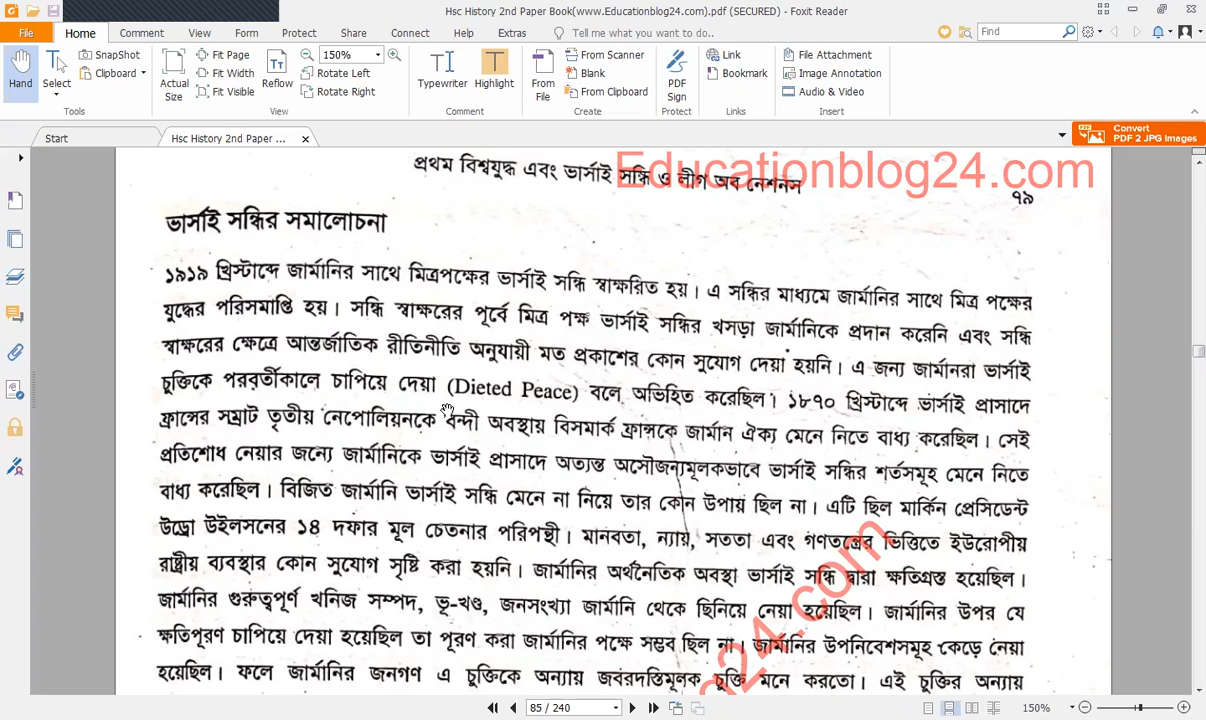 Hsc History 2nd Paper Book(www.Educationblog24.com).pdf (SECURED) - Foxit Reader
File Home Comment View Form Protect Share Connect Help Extras Tell me what you want to do.. Find
Hand Select SnapShot Clipboard Actual Size Fit Page Fit Width Fit Visible Reflow 150% Rotate Left Rotate Right Typewriter Highlight From File From Scanner Blank From Clipboard PDF Sign Link Bookmark File Attachment Image Annotation Audio & Video
Tools View Comment Create Protect Links Insert
Start Hsc History 2nd Paper ... Convert PDF 2 JPG Images
Educationblog24.com
প্রথম বিশ্বযুদ্ধ এবং ভার্সাই সন্ধি ও লীগ অব নেশনস
৭৯
ভার্সাই সন্ধির সমালোচনা
১৯১৯ খ্রিস্টাব্দে জার্মানির সাথে মিত্রপক্ষের ভার্সাই সন্ধি স্বাক্ষরিত হয়। এ সন্ধির মাধ্যমে জার্মানির সাথে মিত্র পক্ষের
যুদ্ধের পরিসমাপ্তি হয়। সন্ধি স্বাক্ষরের পূর্বে মিত্র পক্ষ ভার্সাই সন্ধির খসড়া জার্মানিকে প্রদান করেনি এবং সন্ধি
স্বাক্ষরের ক্ষেত্রে আন্তর্জাতিক রীতিনীতি অনুযায়ী মত প্রকাশের কোন সুযোগ দেয়া হয়নি। এ জন্য জার্মানরা ভার্সাই
চুক্তিকে পরবর্তীকালে চাপিয়ে দেয়া (Dieted Peace) বলে অভিহিত করেছিল। ১৮৭০ খ্রিস্টাব্দে ভার্সাই প্রাসাদে
ফ্রান্সের সম্রাট তৃতীয় নেপোলিয়নকে বন্দী অবস্থায় বিসমার্ক ফ্রান্সকে জার্মান ঐক্য মেনে নিতে বাধ্য করেছিল। সেই
প্রতিশোধ নেয়ার জন্যে জার্মানিকে ভার্সাই প্রাসাদে অত্যন্ত অসৌজন্যমূলকভাবে ভার্সাই সন্ধির শর্তসমূহ মেনে নিতে
বাধ্য করেছিল। বিজিত জার্মানি ভার্সাই সন্ধি মেনে না নিয়ে তার কোন উপায় ছিল না। এটি ছিল মার্কিন প্রেসিডেন্ট
উড্রো উইলসনের ১৪ দফার মূল চেতনার পরিপন্থী। মানবতা, ন্যায়, সততা এবং গণতন্ত্রের ভিত্তিতে ইউরোপীয়
রাষ্ট্রীয় ব্যবস্থার কোন সুযোগ সৃষ্টি করা হয়নি। জার্মানির অর্থনৈতিক অবস্থা ভার্সাই সন্ধি দ্বারা ক্ষতিগ্রস্ত হয়েছিল।
জার্মানির গুরুত্বপূর্ণ খনিজ সম্পদ, ভূ-খণ্ড, জনসংখ্যা জার্মানি থেকে ছিনিয়ে নেয়া হয়েছিল। জার্মানির উপর যে
ক্ষতিপূরণ চাপিয়ে দেয়া হয়েছিল তা পূরণ করা জার্মানির পক্ষে সম্ভব ছিল না। জার্মানির উপনিবেশসমূহ কেড়ে নেয়া
হয়েছিল। ফলে জার্মানির জনগণ এ চুক্তিকে অন্যায় জবরদস্তিমূলক চুক্তি মনে করতো। এই চুক্তির অন্যায়
og24.com
85 / 240 150%